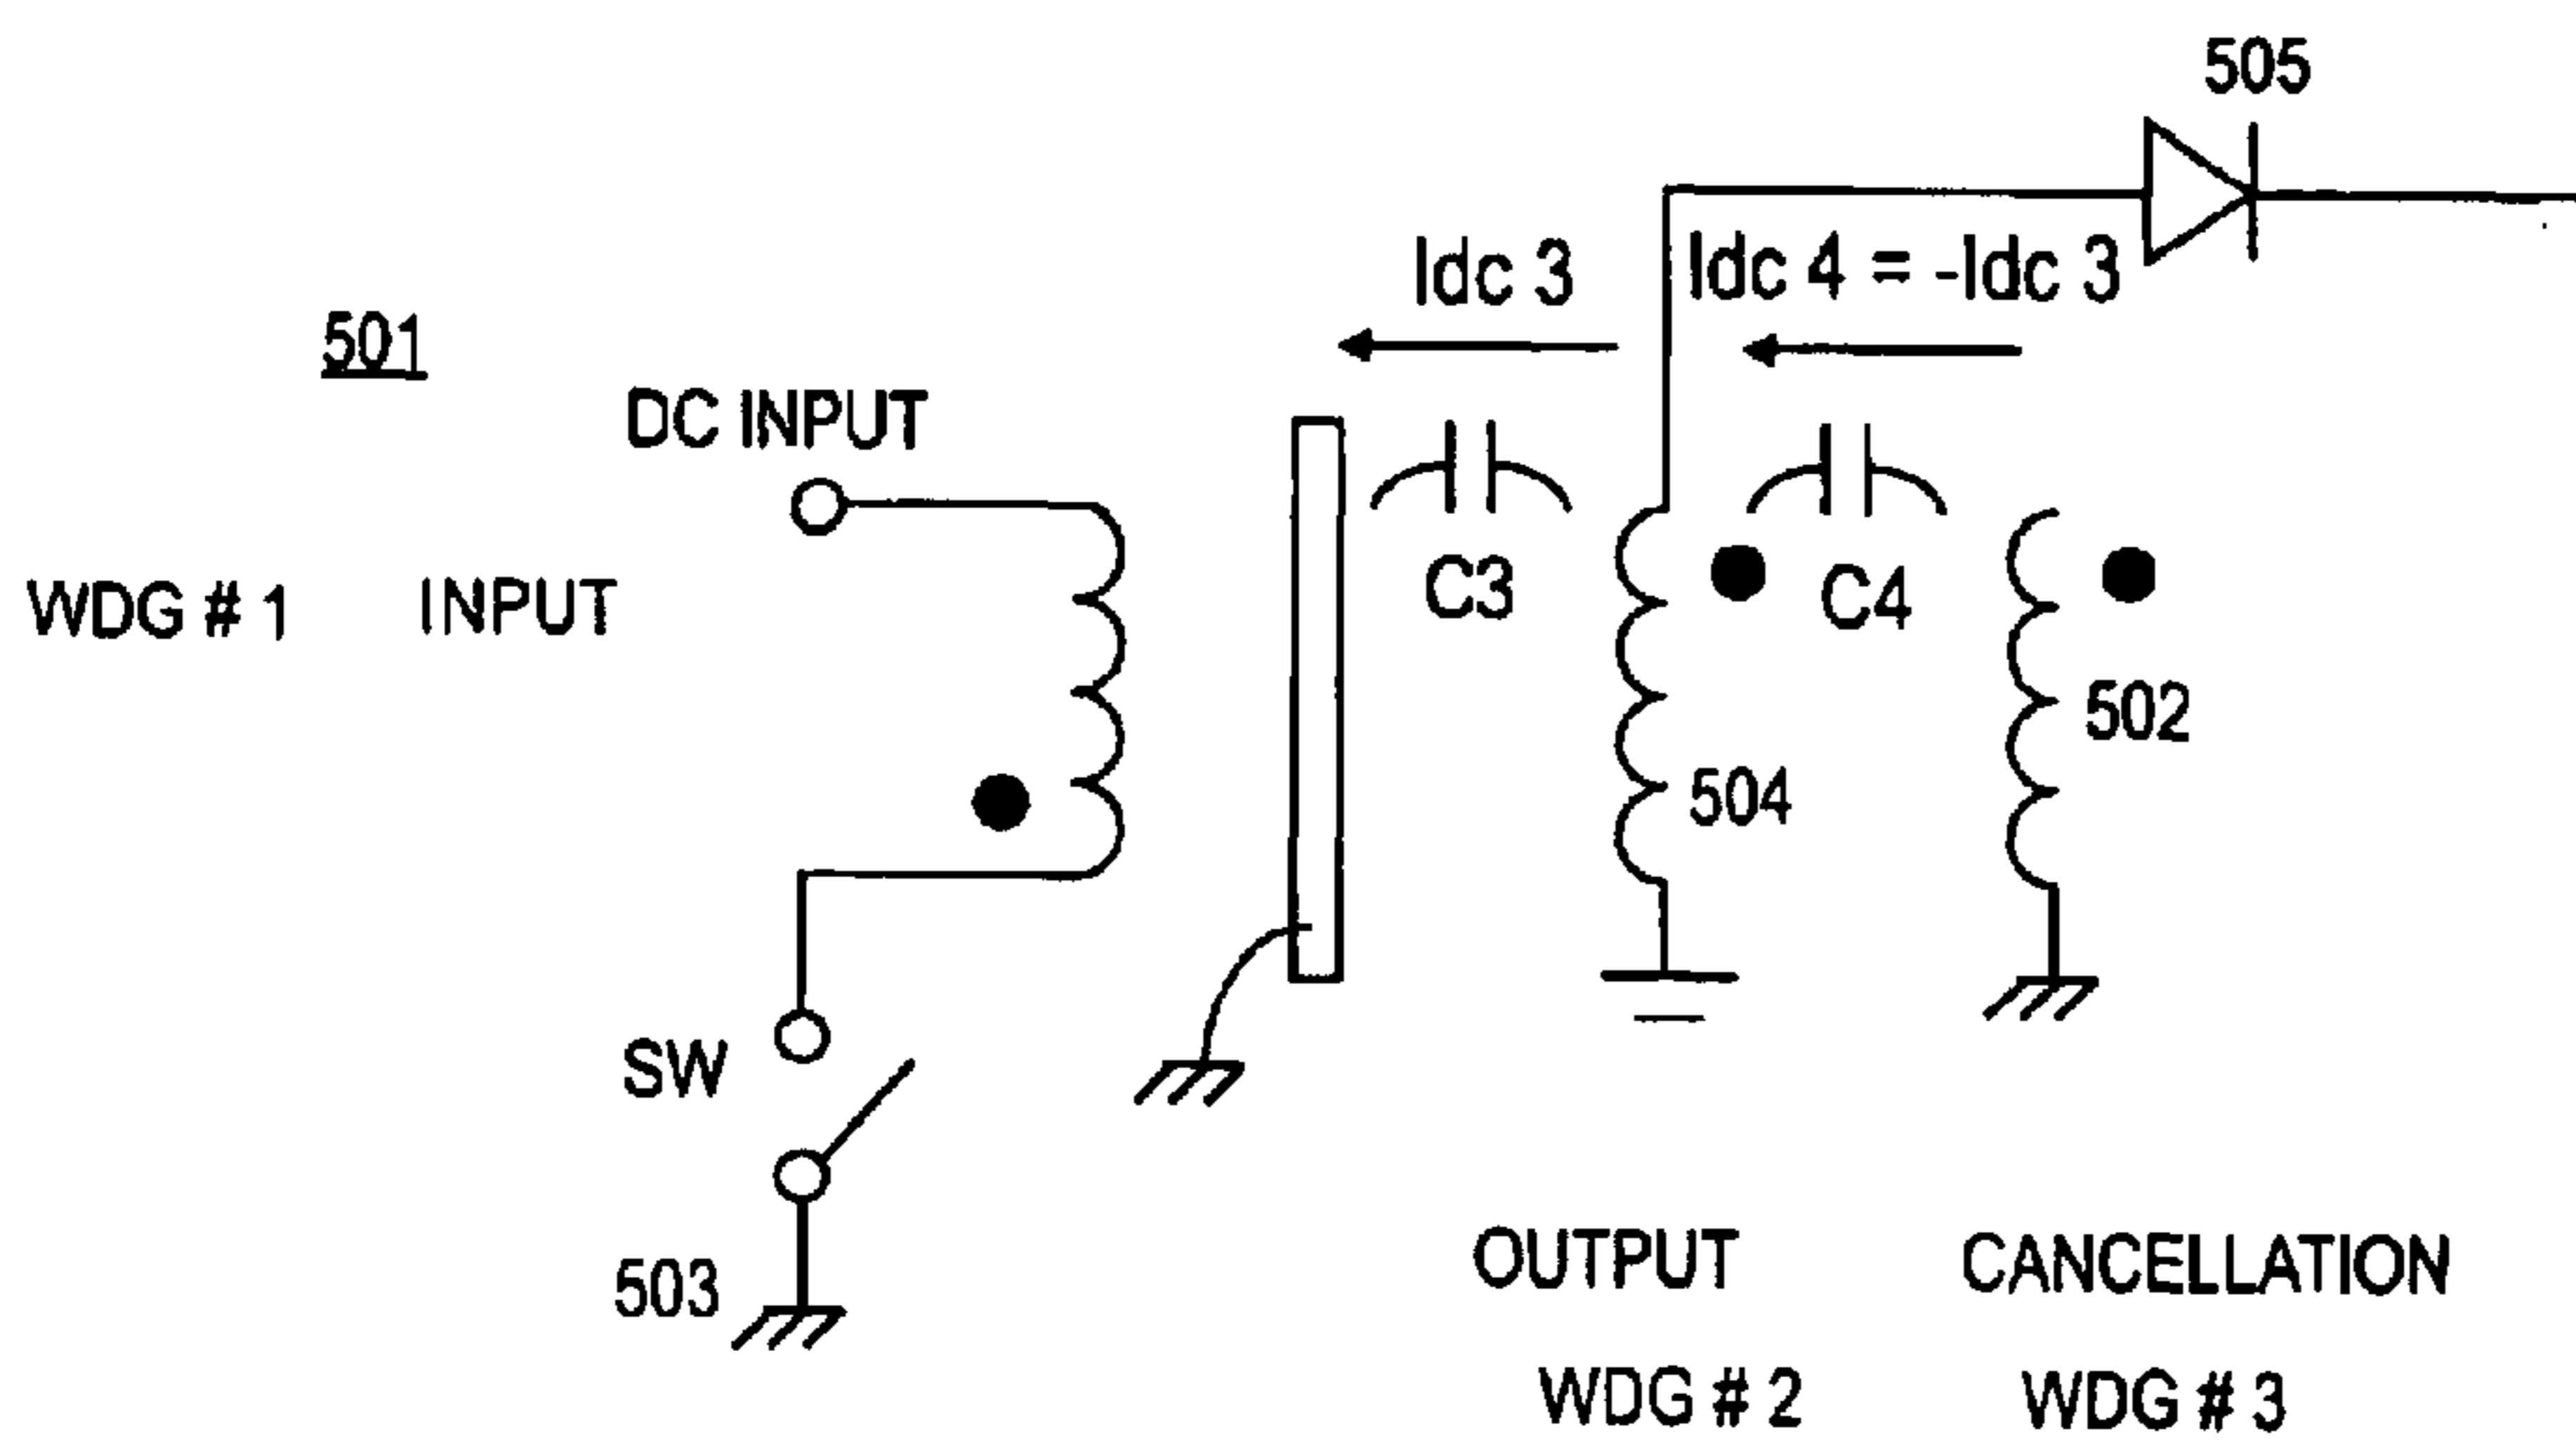 505
Idc 3
Idc 4 = -Idc 3
501
DC INPUT
WDG # 1 INPUT
C3
C4
502
504
SW
503
OUTPUT
WDG # 2
CANCELLATION
WDG # 3